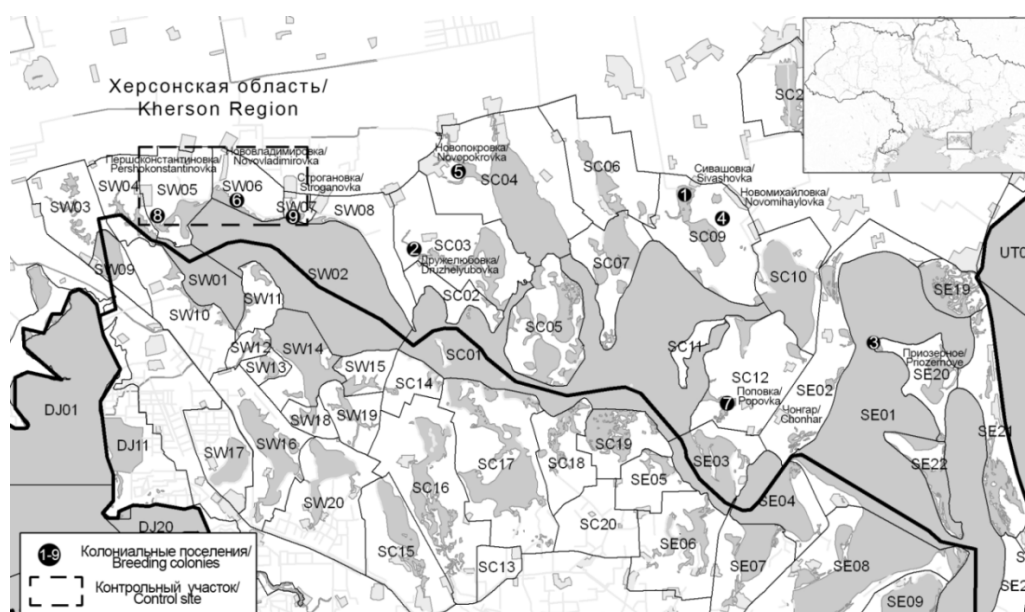 Херсонская область/
Kherson Region
Першоконстантиновка/
Pershokonstantinovka
Нововладимировка/
Novovladimirovka
Строгановка/
Stroganovka
Новопокровка/
Novopokrovka
Сивашовка/
Sivashovka
Новомихайловка/
Novomihaylovka
SC2
SW03
SW04
SW05
SW06
SW07
SW08
8
6
9
5
SC04
SC06
1
4
SC09
2
SC03
Дружелюбовка/
Druzhelyubovka
SC07
SC10
UT0
SW09
SW01
SW02
SC02
SE19
SW10
SW11
SC05
SW12
SW13
SW14
SW15
SC14
SC01
SC11
SC12
3
Приозерное/
Priozernoye
SE20
SE02
Поповка/
Popovka
7
Чонгар/
Chonhar
SE01
DJ01
DJ11
SW18
SW19
SW16
SW17
SC19
SC17
SC18
SE03
SE05
SE21
SE22
SC16
SW20
SE04
DJ20
SC15
SC20
SE06
SC13
SE07
SE08
SE09
SE2
1-9
Колониальные поселения/
Breeding colonies
Контрольный участок/
Control site